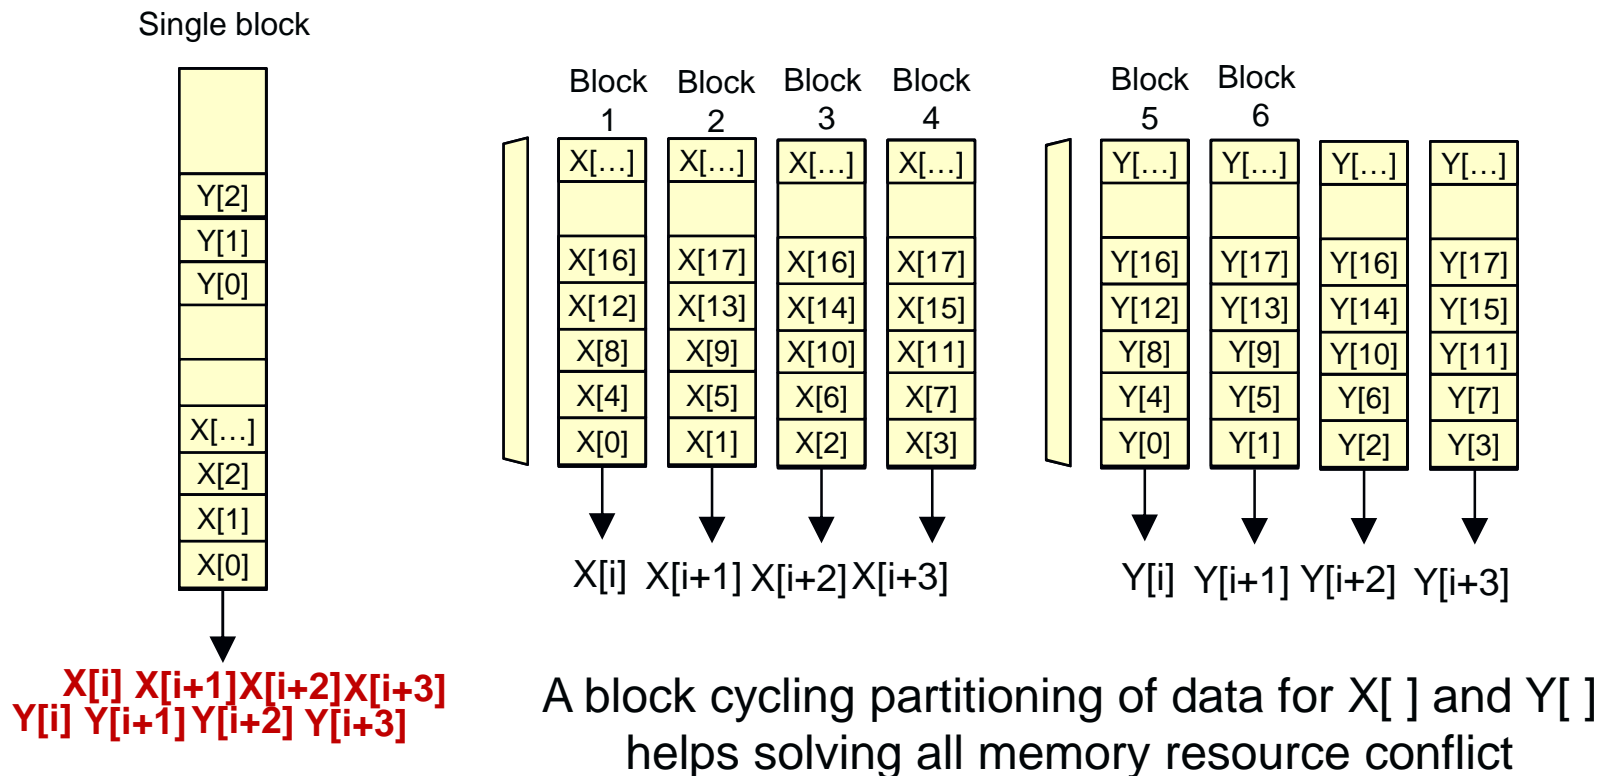 Single block
Y[2]
Y[1]
Y[0]
X[…]
X[2]
X[1]
X[0]
X[i] X[i+1] X[i+2] X[i+3]
Y[i] Y[i+1] Y[i+2] Y[i+3]
Block Block Block Block
1 2 3 4
X[…] X[…] X[…] X[…]
X[16] X[17] X[16] X[17]
X[12] X[13] X[14] X[15]
X[8] X[9] X[10] X[11]
X[4] X[5] X[6] X[7]
X[0] X[1] X[2] X[3]
X[i] X[i+1] X[i+2] X[i+3]
Block Block
5 6
Y[…] Y[…] Y[…] Y[…]
Y[16] Y[17] Y[16] Y[17]
Y[12] Y[13] Y[14] Y[15]
Y[8] Y[9] Y[10] Y[11]
Y[4] Y[5] Y[6] Y[7]
Y[0] Y[1] Y[2] Y[3]
Y[i] Y[i+1] Y[i+2] Y[i+3]
A block cycling partitioning of data for X[ ] and Y[ ]
helps solving all memory resource conflict